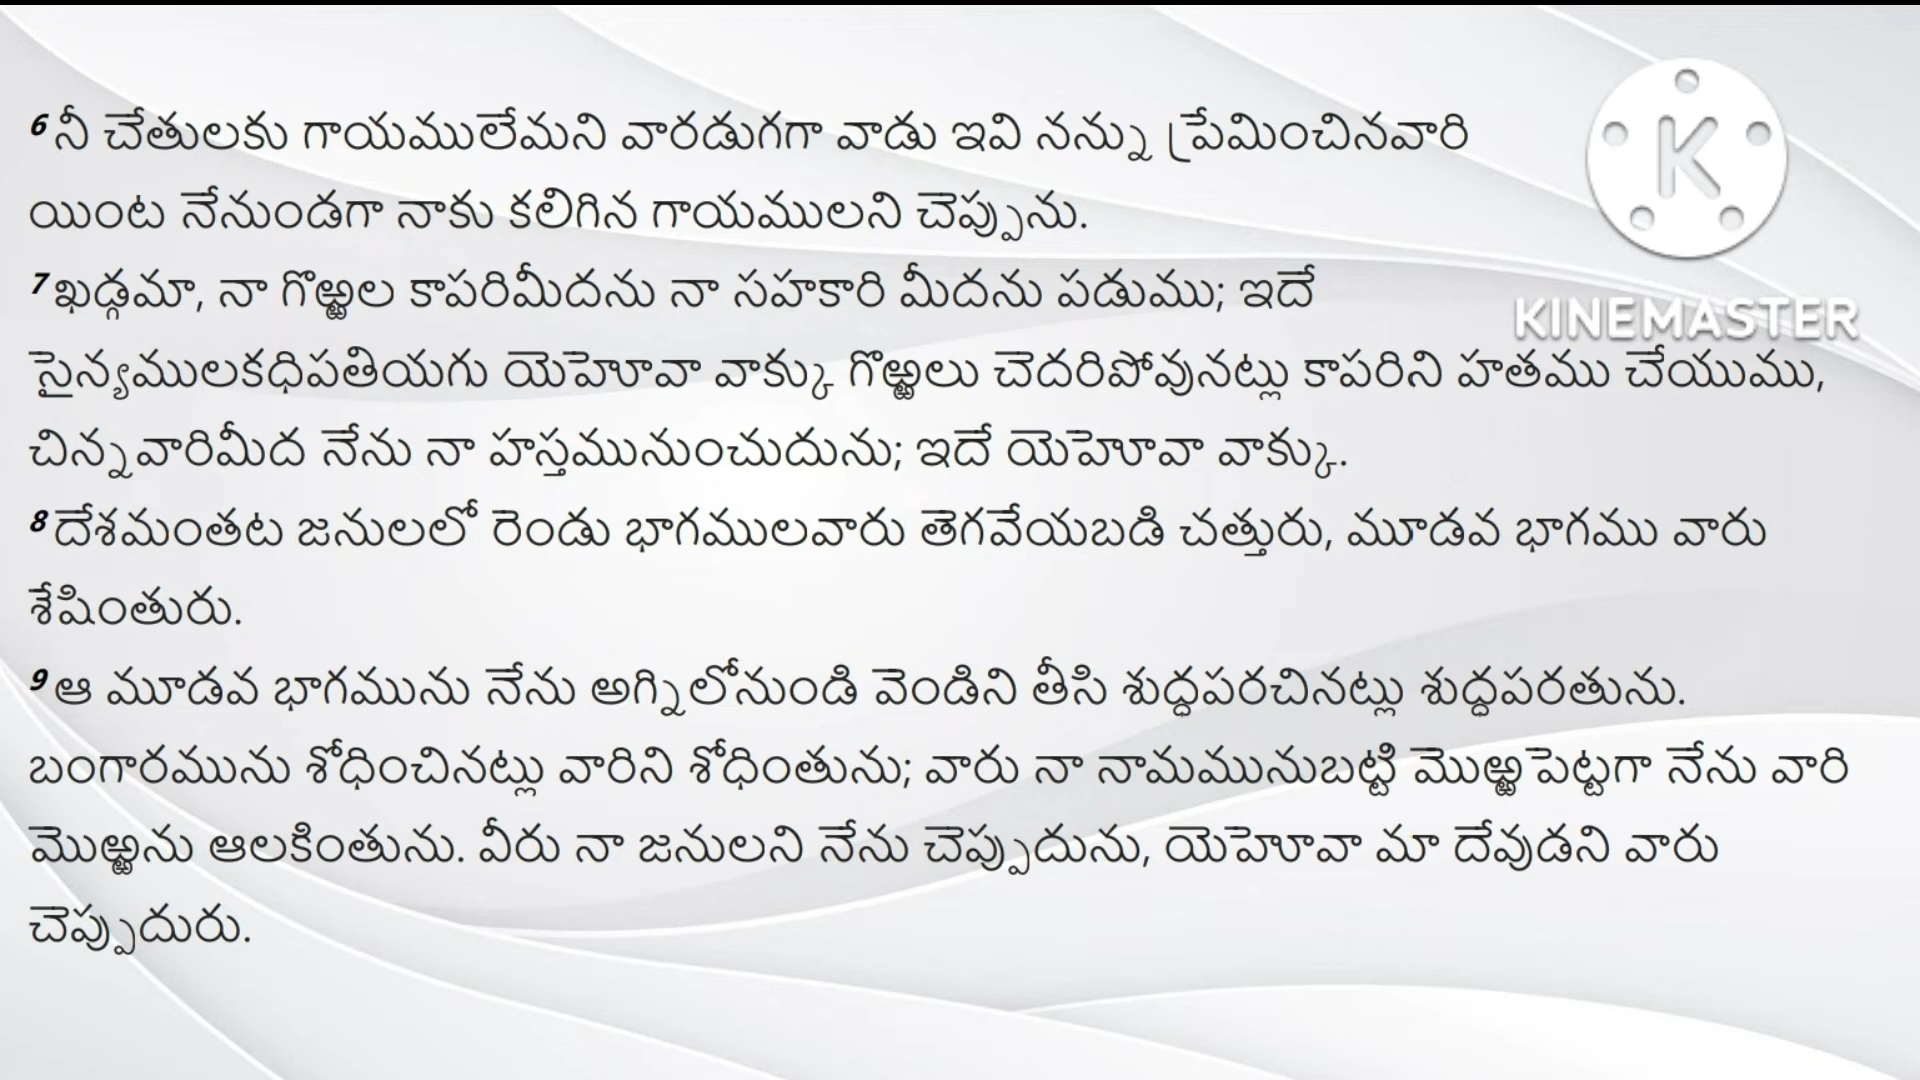 6 నీ చేతులకు గాయములేమని వారడుగగా వాడు ఇవి నన్ను ప్రేమించినవారి
యింట నేనుండగా నాకు కలిగిన గాయములని చెప్పును.
7 ఖడ్గమా, నా గొఱ్ఱల కాపరిమీదను నా సహకారి మీదను పడుము; ఇదే
సైన్యములకధిపతియగు యెహోవా వాక్కు గొఱ్ఱలు చెదరిపోవునట్లు కాపరిని హతము చేయుము,
చిన్నవారిమీద నేను నా హస్తమునుంచుదును; ఇదే యెహోవా వాక్కు.
8 దేశమంతట జనులలో రెండు భాగములవారు తెగవేయబడి చత్తురు, మూడవ భాగము వారు
శేషింతురు.
9 ఆ మూడవ భాగమును నేను అగ్నిలోనుండి వెండిని తీసి శుద్ధపరచినట్లు శుద్ధపరతును.
బంగారమును శోధించినట్లు వారిని శోధింతును; వారు నా నామమునుబట్టి మొఱ్ఱపెట్టగా నేను వారి
మొఱ్ఱను ఆలకింతును. వీరు నా జనులని నేను చెప్పుదును, యెహోవా మా దేవుడని వారు
చెప్పుదురు.
K
KINEMASTER